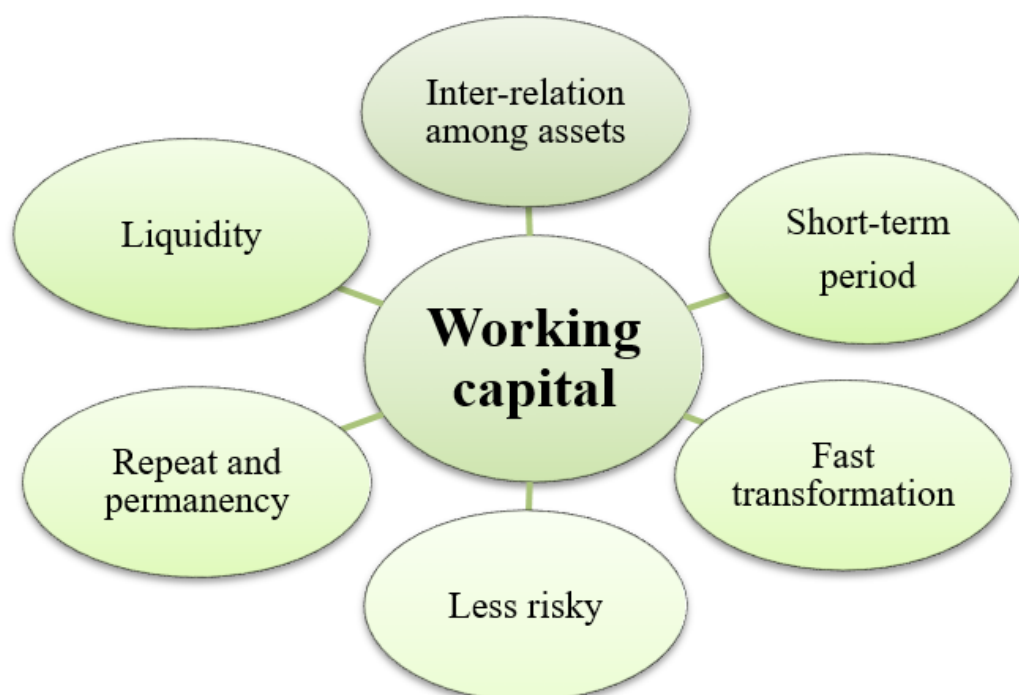 Inter-relation
among assets
Short-term
period
Liquidity
Working
capital
Repeat and
permanency
Fast
transformation
Less risky